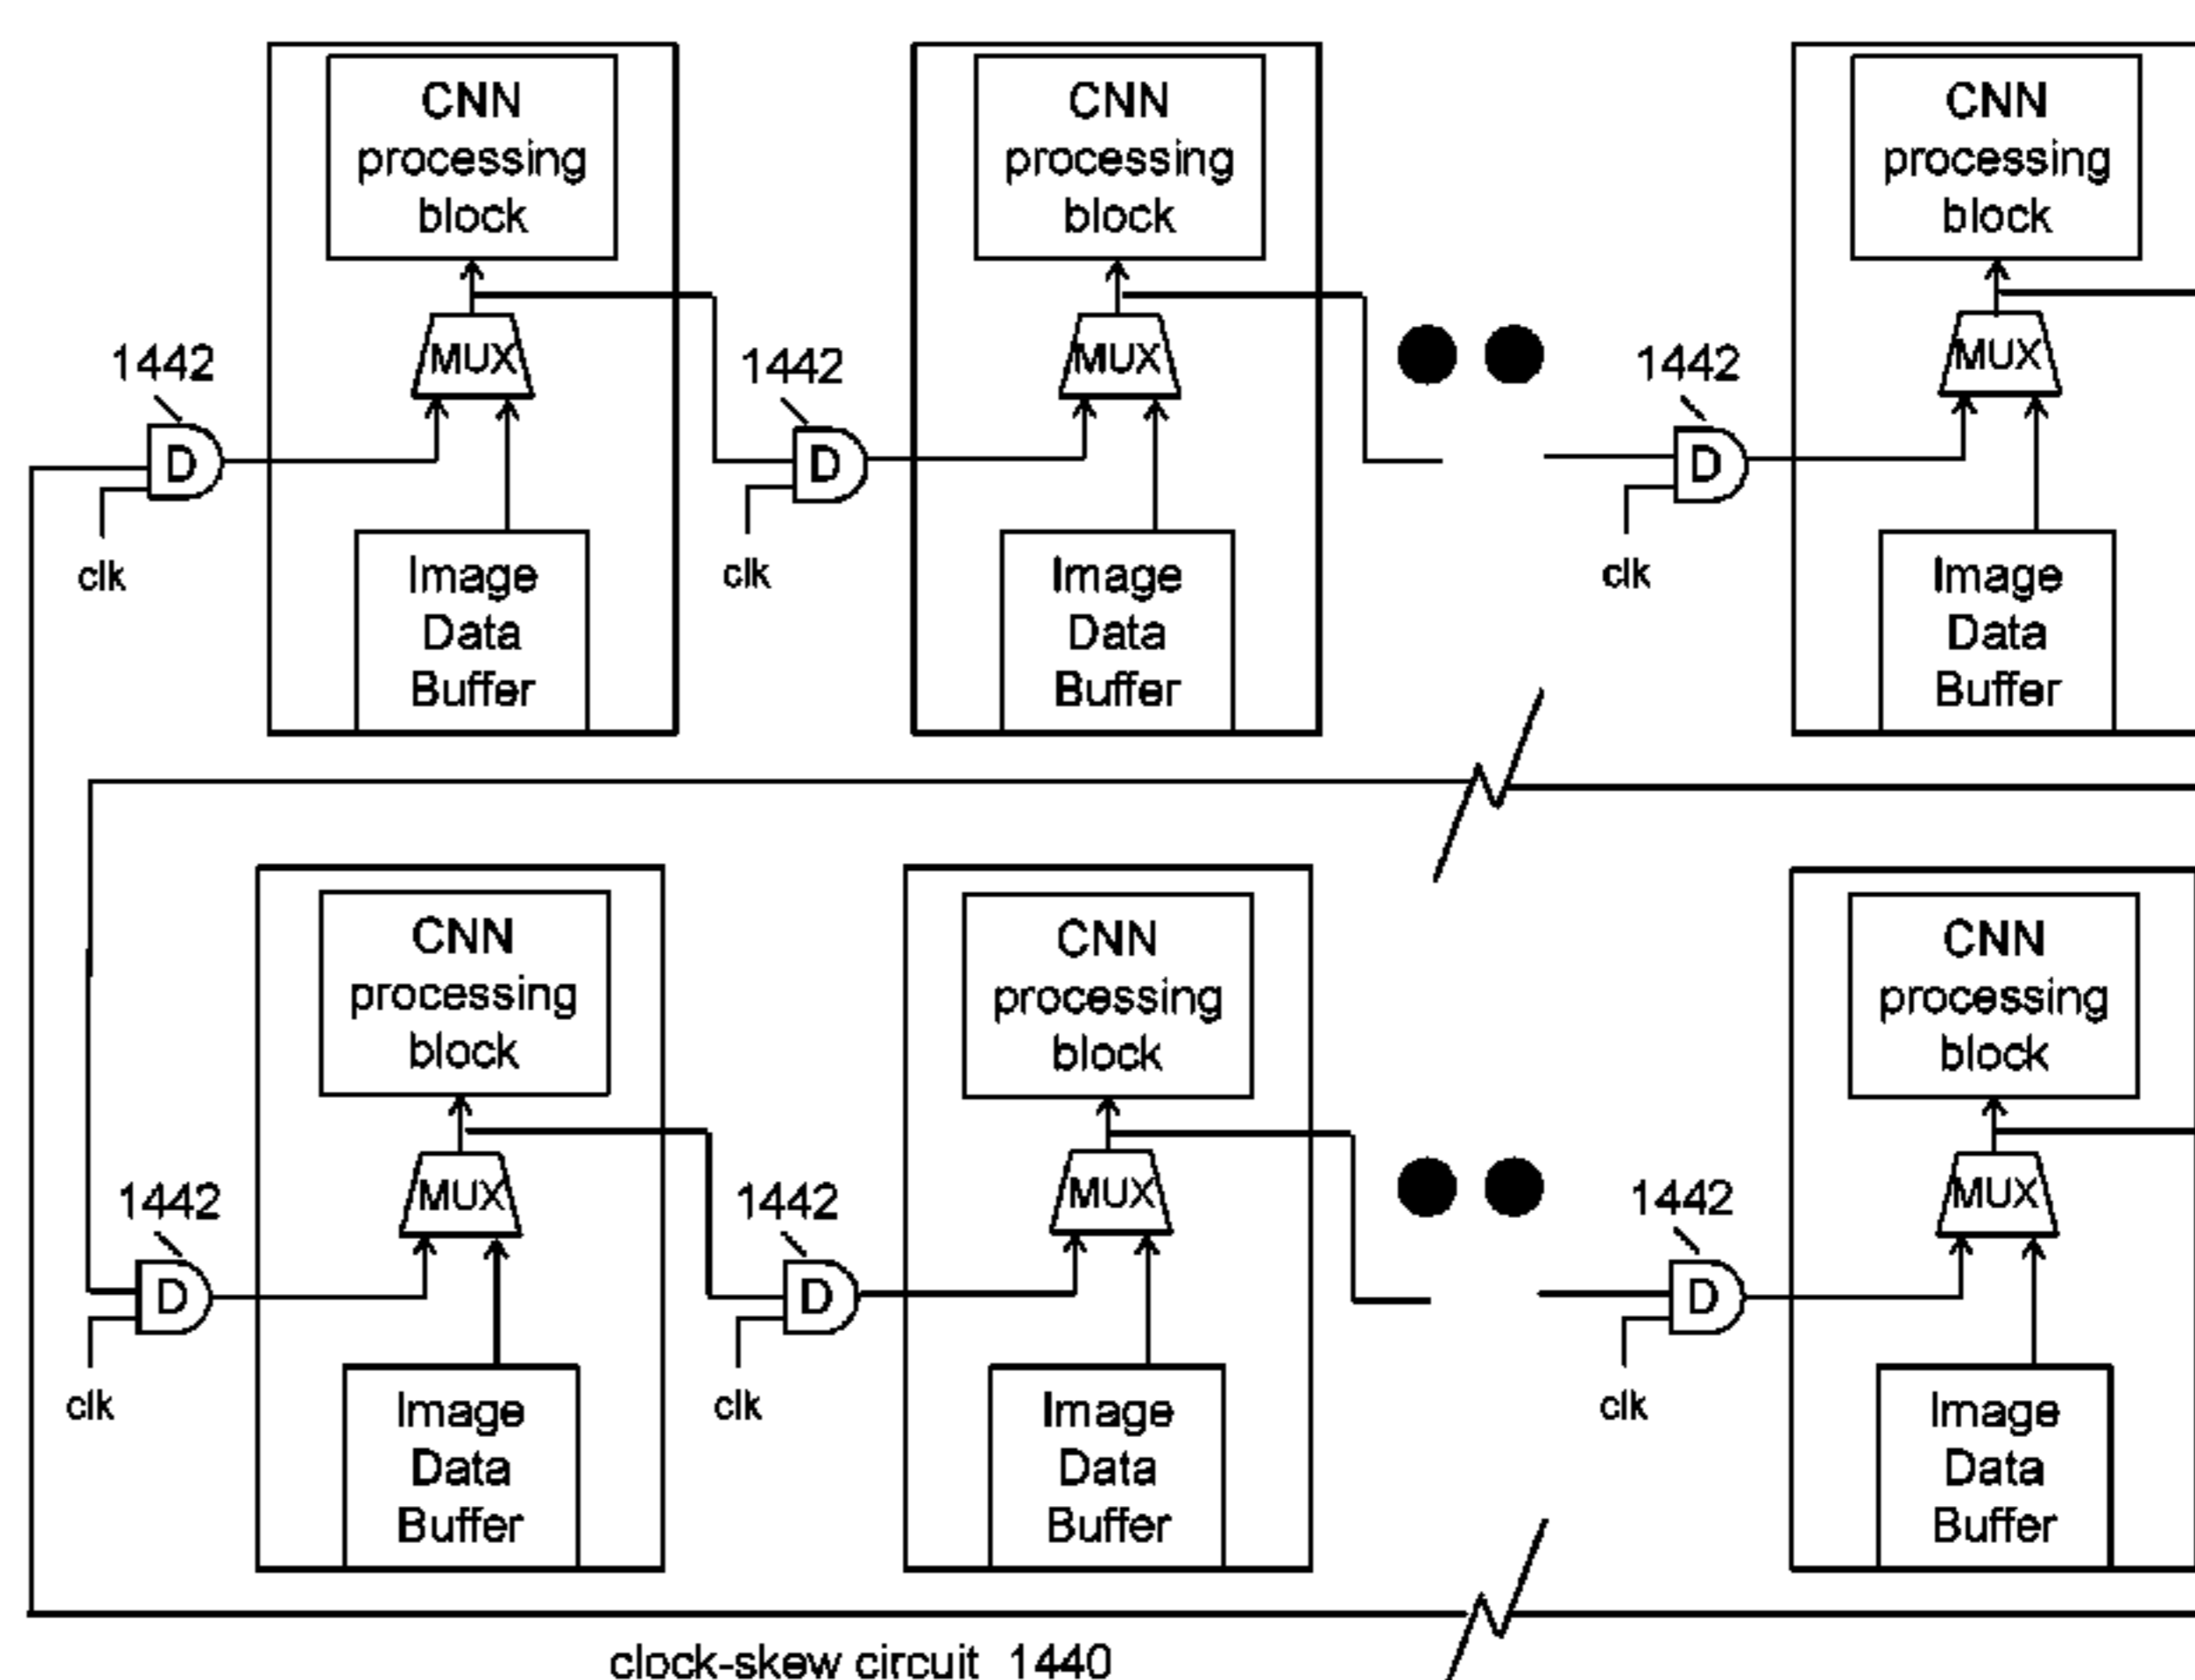 CNN
processing
block
CNN
processing
block
CNN
processing
block
1442
MUX
1442
MUX
1442
MUX
D
D
D
clk
clk
clk
Image
Data
Buffer
Image
Data
Buffer
Image
Data
Buffer
CNN
processing
block
CNN
processing
block
CNN
processing
block
1442
MUX
1442
MUX
1442
MUX
D
D
D
clk
clk
clk
Image
Data
Buffer
Image
Data
Buffer
Image
Data
Buffer
clock-skew circuit 1440